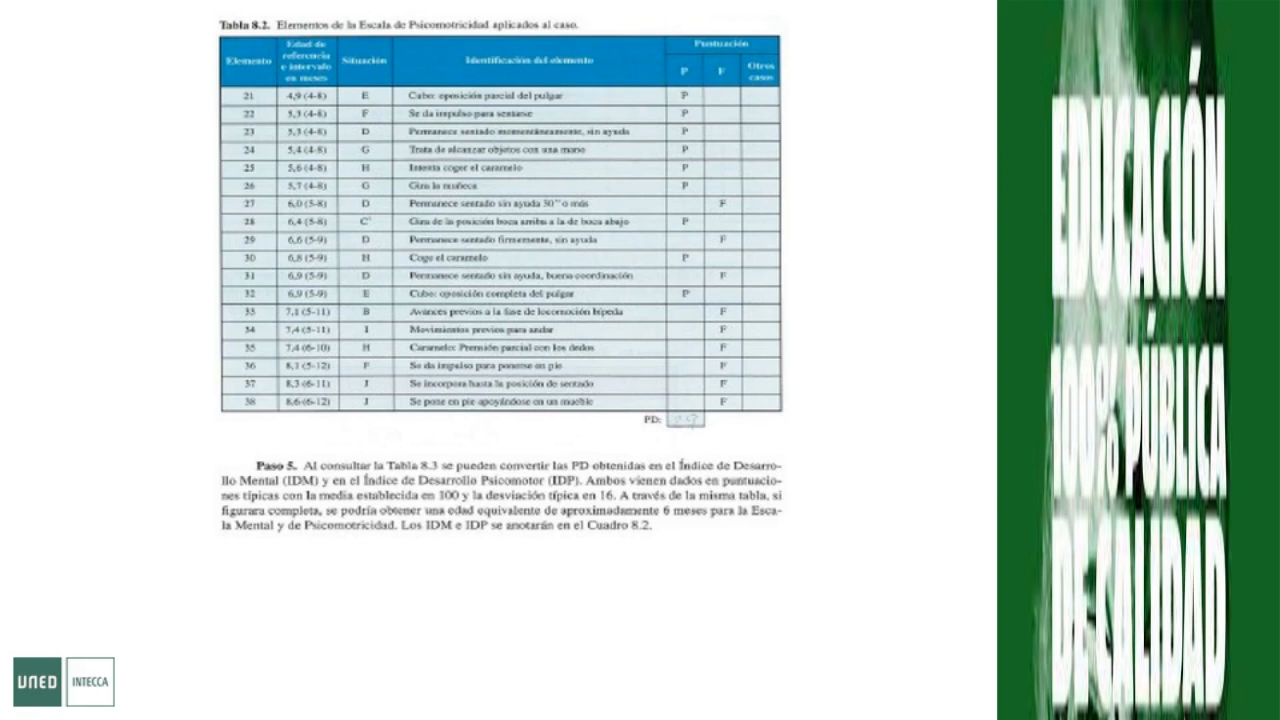 Tabla 8.2. Elementos de la Escala de Psicomotricidad aplicados al caso.
Elemento Edad de referencia e intervalo en meses Situación Identificación del elemento Puntuación P F Otros casos
21 4,9 (4-8) E Cubo: oposición parcial del pulgar P
22 5,3 (4-8) F Se da impulso para sentarse P
23 5,3 (4-8) D Permanece sentado momentáneamente, sin ayuda P
24 5,4 (4-8) G Trata de alcanzar objetos con una mano P
25 5,6 (4-8) H Intenta coger el caramelo P
26 5,7 (4-8) G Gira la muñeca P
27 6,0 (5-8) D Permanece sentado sin ayuda 30'' o más F
28 6,4 (5-8) C' Gira de la posición boca arriba a la de boca abajo P
29 6,6 (5-9) D Permanece sentado firmemente, sin ayuda F
30 6,8 (5-9) H Coge el caramelo P
31 6,9 (5-9) D Permanece sentado sin ayuda, buena coordinación F
32 6,9 (5-9) E Cubo: oposición completa del pulgar P
33 7,1 (5-11) B Avances previos a la fase de locomoción bípeda F
34 7,4 (5-11) I Movimientos previos para andar F
35 7,4 (6-10) H Caramelo: Prensión parcial con los dedos F
36 8,1 (5-12) F Se da impulso para ponerse en pie F
37 8,3 (6-11) J Se incorpora hasta la posición de sentado F
38 8,6 (6-12) J Se pone en pie apoyándose en un mueble F
PD: 29
Paso 5. Al consultar la Tabla 8.3 se pueden convertir las PD obtenidas en el Índice de Desarro-
llo Mental (IDM) y en el Índice de Desarrollo Psicomotor (IDP). Ambos vienen dados en puntuacio-
nes típicas con la media establecida en 100 y la desviación típica en 16. A través de la misma tabla, si
figurara completa, se podría obtener una edad equivalente de aproximadamente 6 meses para la Esca-
la Mental y de Psicomotricidad. Los IDM e IDP se anotarán en el Cuadro 8.2.
UNED INTECCA
EDUCACIÓN
100% PÚBLICA
DE CALIDAD